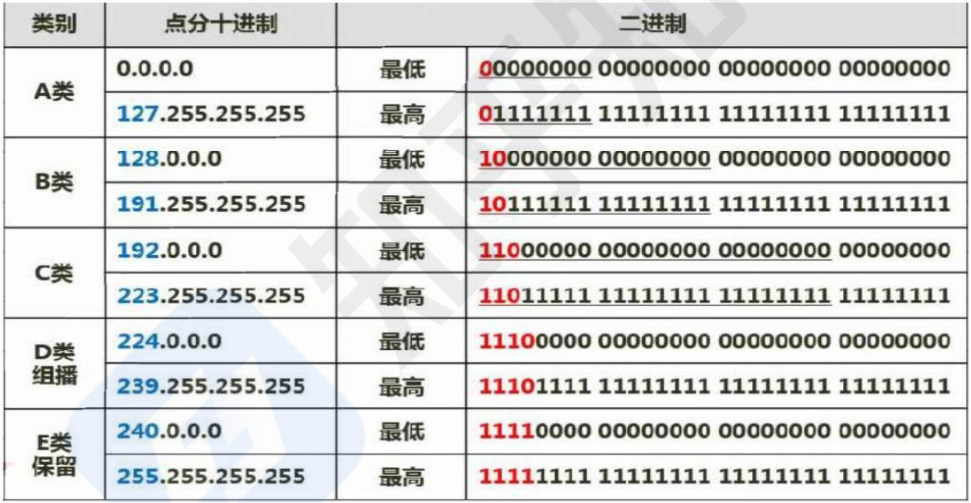 类别 点分十进制 二进制
A类 0.0.0.0 最低 00000000 00000000 00000000 00000000
127.255.255.255 最高 01111111 11111111 11111111 11111111
B类 128.0.0.0 最低 10000000 00000000 00000000 00000000
191.255.255.255 最高 10111111 11111111 11111111 11111111
C类 192.0.0.0 最低 11000000 00000000 00000000 00000000
223.255.255.255 最高 11011111 11111111 11111111 11111111
D类
组播 224.0.0.0 最低 11100000 00000000 00000000 00000000
239.255.255.255 最高 11101111 11111111 11111111 11111111
E类
保留 240.0.0.0 最低 11110000 00000000 00000000 00000000
255.255.255.255 最高 11111111 11111111 11111111 11111111
知乎